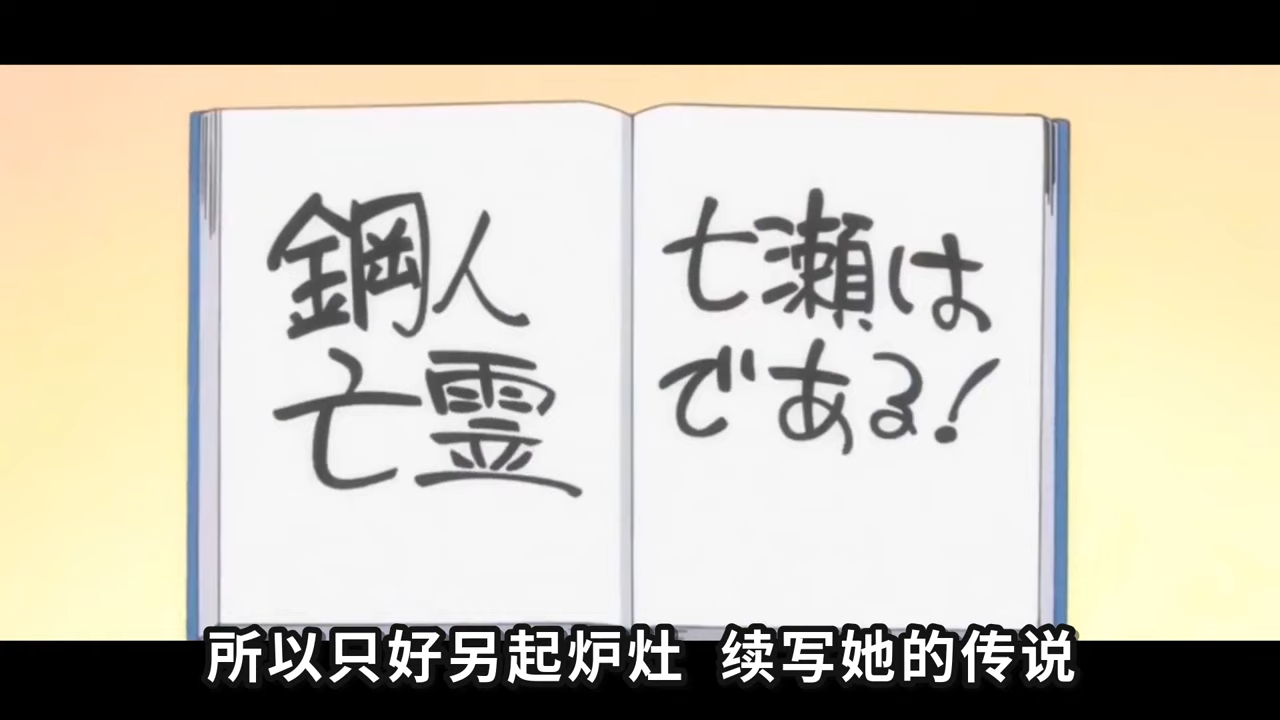 鋼人
亡霊
七瀬は
である!
所以只好另起炉灶 续写她的传说